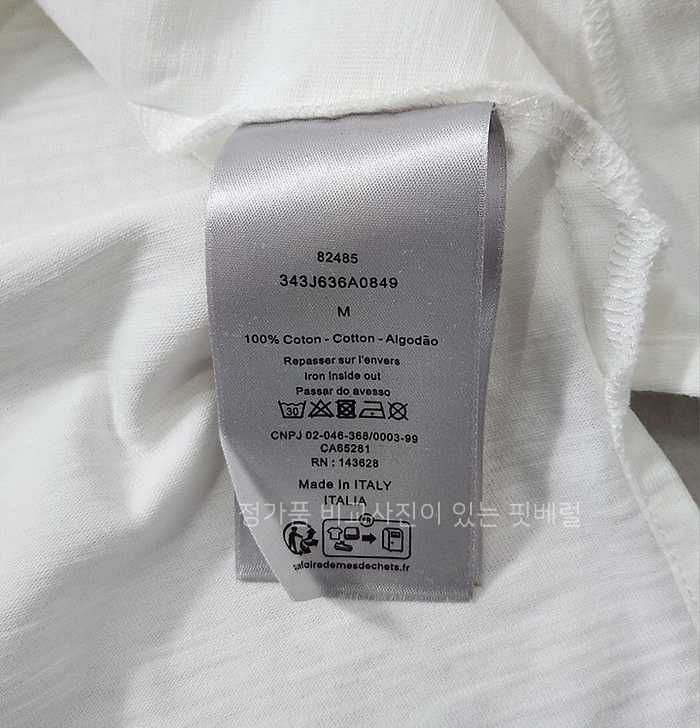 82485
343J636A0849
M
100% Coton - Cotton - Algodão
Repasser sur l'envers
Iron inside out
Passar do avesso
30
CNPJ 02-046-368/0003-99
CA65281
RN : 143628
Made in ITALY
ITALIA
정가품 비교사진이 있는 핏베럴
FR